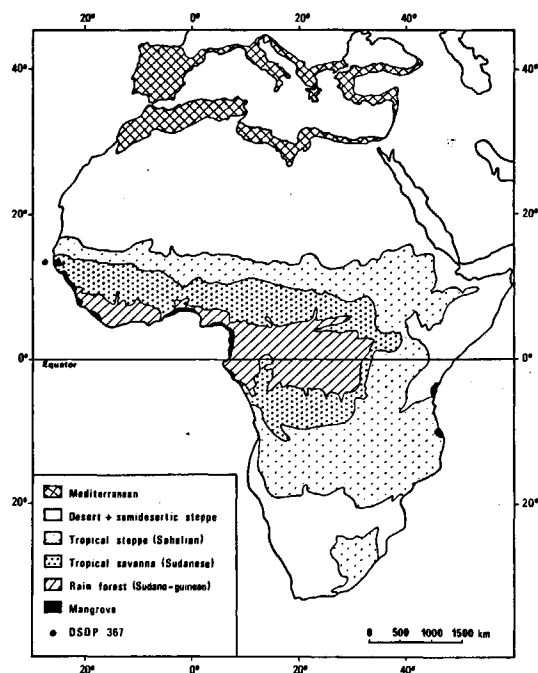 20° 0° 20° 40°
40° 40°
20° 20°
0° 0°
Equator
20° 20°
Mediterranean
Desert + semidesertic steppe
Tropical steppe (Sahelian)
Tropical savanna (Sudanese)
Rain forest (Sudano-guinean)
Mangrove
DSDP 367
0 500 1000 1500 km
20° 0° 20° 40°